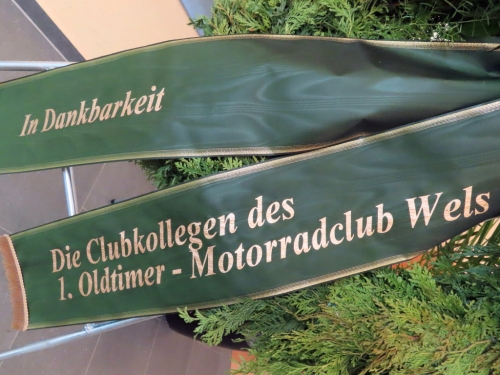 In Dankbarkeit
Die Clubkollegen des
1. Oldtimer - Motorradclub Wels